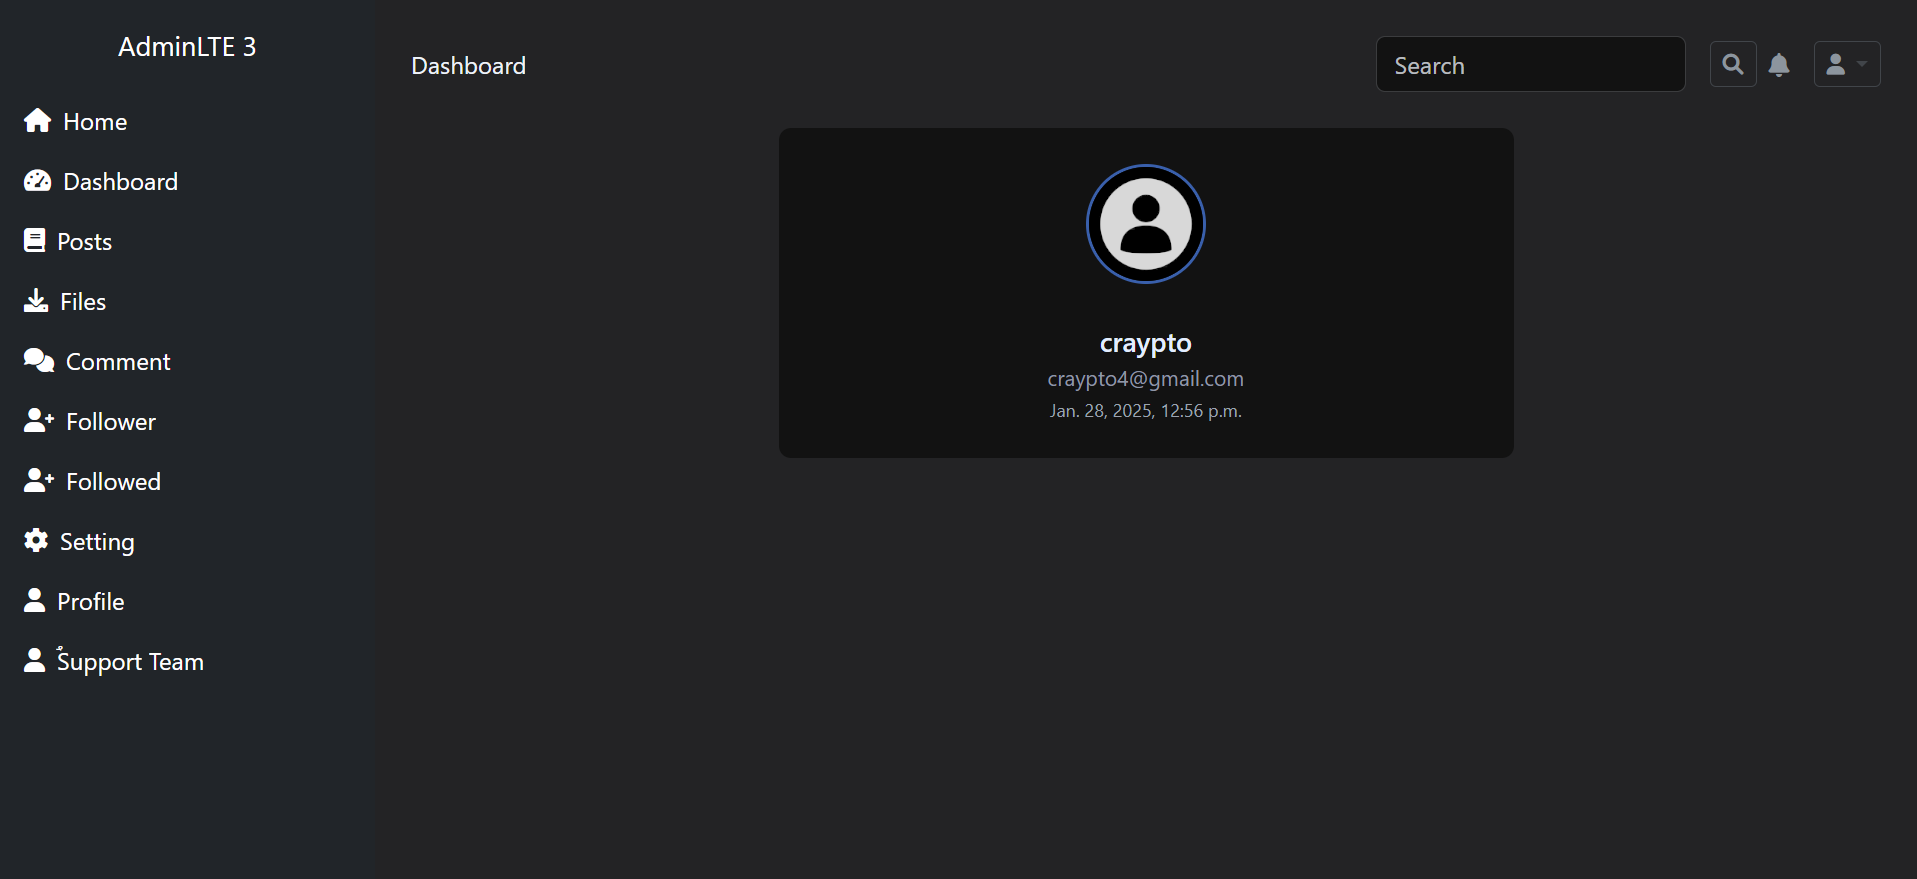 AdminLTE 3
Home
Dashboard
Posts
Files
Comment
Follower
Followed
Setting
Profile
ُSupport Team
Dashboard
Search
craypto
craypto4@gmail.com
Jan. 28, 2025, 12:56 p.m.